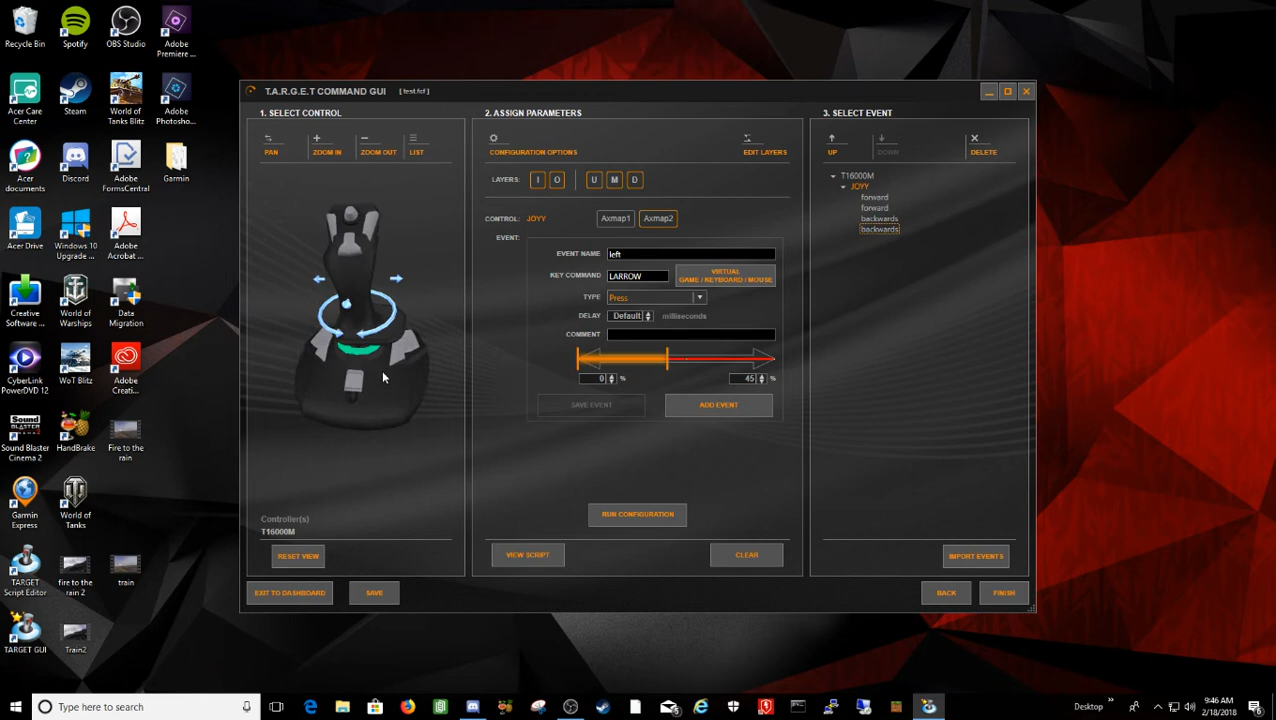 Recycle Bin
Spotify
OBS Studio
Adobe
Premiere ...
Acer Care
Center
Steam
World of
Tanks Blitz
Adobe
Photosho...
Acer
documents
Discord
Adobe
FormsCentral
Garmin
Acer Drive
Windows 10
Upgrade ...
Adobe
Acrobat
Creative
Software ...
World of
Warships
Data
Migration
CyberLink
PowerDVD 12
WoT Blitz
Adobe
Creati...
Sound Blaster
Cinema 2
HandBrake
Fire to the
rain
Garmin
Express
World of
Tanks
TARGET
Script Editor
fire to the
rain 2
train
TARGET GUI
Train2
T.A.R.G.E.T COMMAND GUI [ test.fcf ]
1. SELECT CONTROL
PAN
ZOOM IN
ZOOM OUT
LIST
Controller(s)
T16000M
RESET VIEW
EXIT TO DASHBOARD
SAVE
2. ASSIGN PARAMETERS
CONFIGURATION OPTIONS
EDIT LAYERS
LAYERS: I O U M D
CONTROL: JOYY Axmap1 Axmap2
EVENT:
EVENT NAME left
KEY COMMAND LARROW
VIRTUAL
GAME / KEYBOARD / MOUSE
TYPE Press
DELAY Default milliseconds
COMMENT
0 % 45 %
SAVE EVENT ADD EVENT
RUN CONFIGURATION
VIEW SCRIPT CLEAR
3. SELECT EVENT
UP DOWN DELETE
T16000M
JOYY
forward
forward
backwards
backwards
IMPORT EVENTS
BACK FINISH
Type here to search
Desktop
9:46 AM
2/18/2018